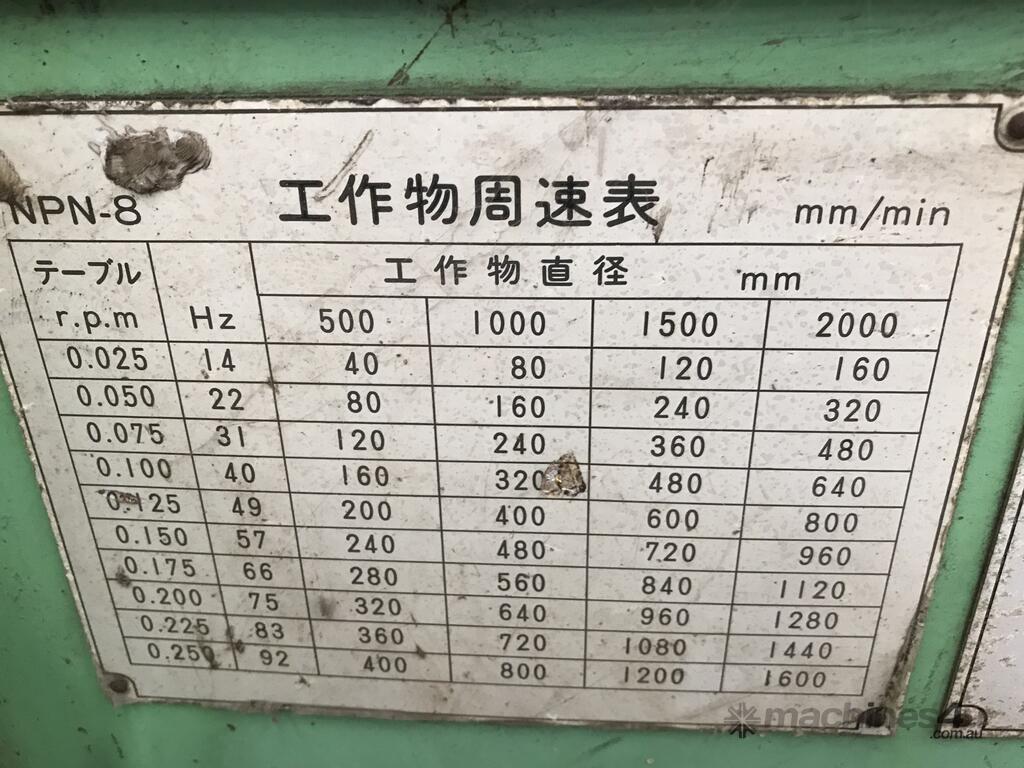 NPN-8 工作物周速表 mm/min
テーブル 工作物直径 mm
r.p.m Hz 500 1000 1500 2000
0.025 14 40 80 120 160
0.050 22 80 160 240 320
0.075 31 120 240 360 480
0.100 40 160 320 480 640
0.125 49 200 400 600 800
0.150 57 240 480 720 960
0.175 66 280 560 840 1120
0.200 75 320 640 960 1280
0.225 83 360 720 1080 1440
0.250 92 400 800 1200 1600
machines4u
.com.au